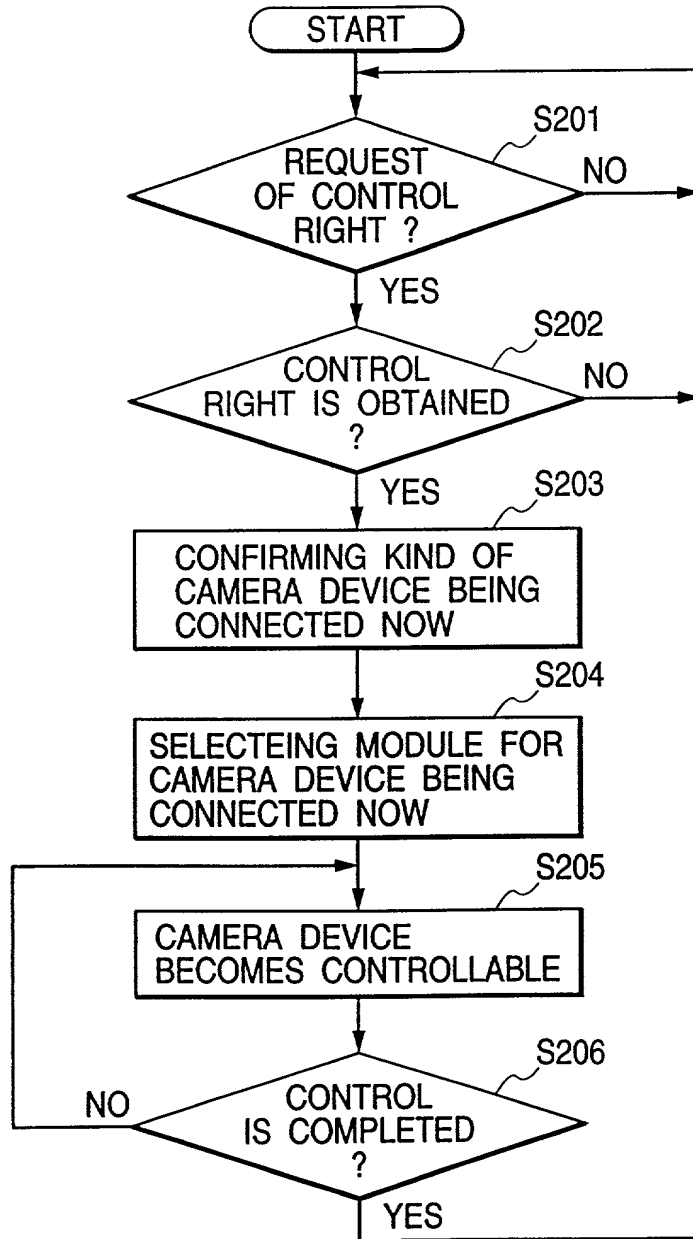 START
S201
REQUEST
OF CONTROL
RIGHT ?
NO
YES
S202
CONTROL
RIGHT IS OBTAINED
?
NO
YES
S203
CONFIRMING KIND OF
CAMERA DEVICE BEING
CONNECTED NOW
S204
SELECTEING MODULE FOR
CAMERA DEVICE BEING
CONNECTED NOW
S205
CAMERA DEVICE
BECOMES CONTROLLABLE
S206
NO
CONTROL
IS COMPLETED
?
YES